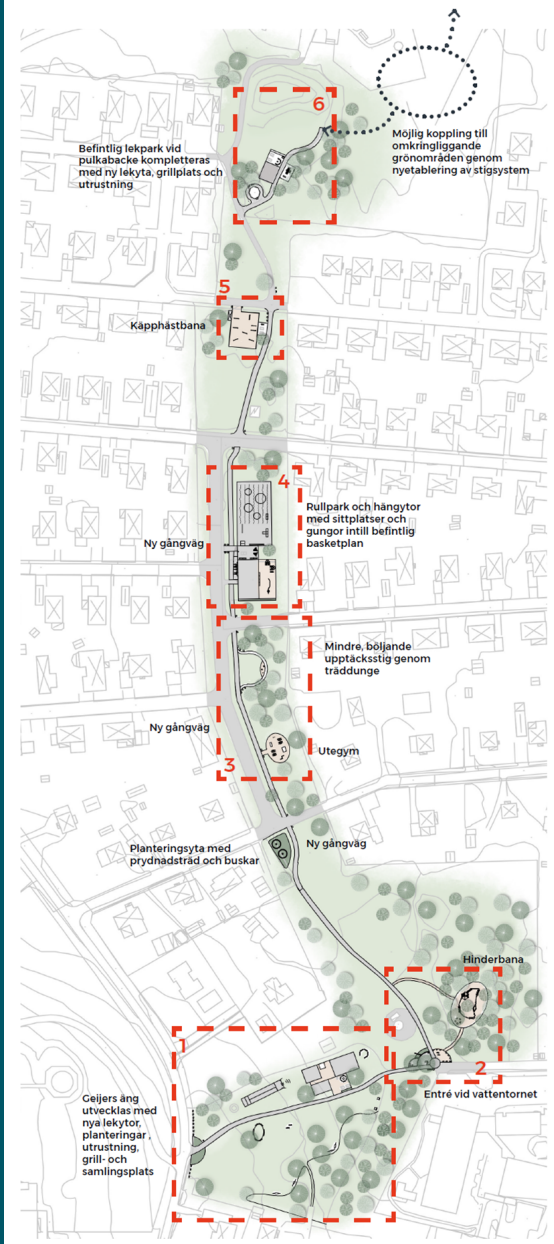 6
Befintlig lekpark vid
pulkabacke kompletteras
med ny lekyta, grillplats och
utrustning
Möjlig koppling till
omkringliggande
grönområden genom
nyetablering av stigsystem
5
Käpphästbana
4
Rullpark och hängytor
med sittplatser och
gungor intill befintlig
basketplan
Ny gångväg
Mindre, böljande
upptäcksstig genom
träddunge
Ny gångväg
Utegym
3
Planteringsyta med
prydnadsträd och buskar
Ny gångväg
Hinderbana
1
2
Entré vid vattentornet
Geijers äng
utvecklas med
nya lekytor,
planteringar ,
utrustning,
grill- och
samlingsplats